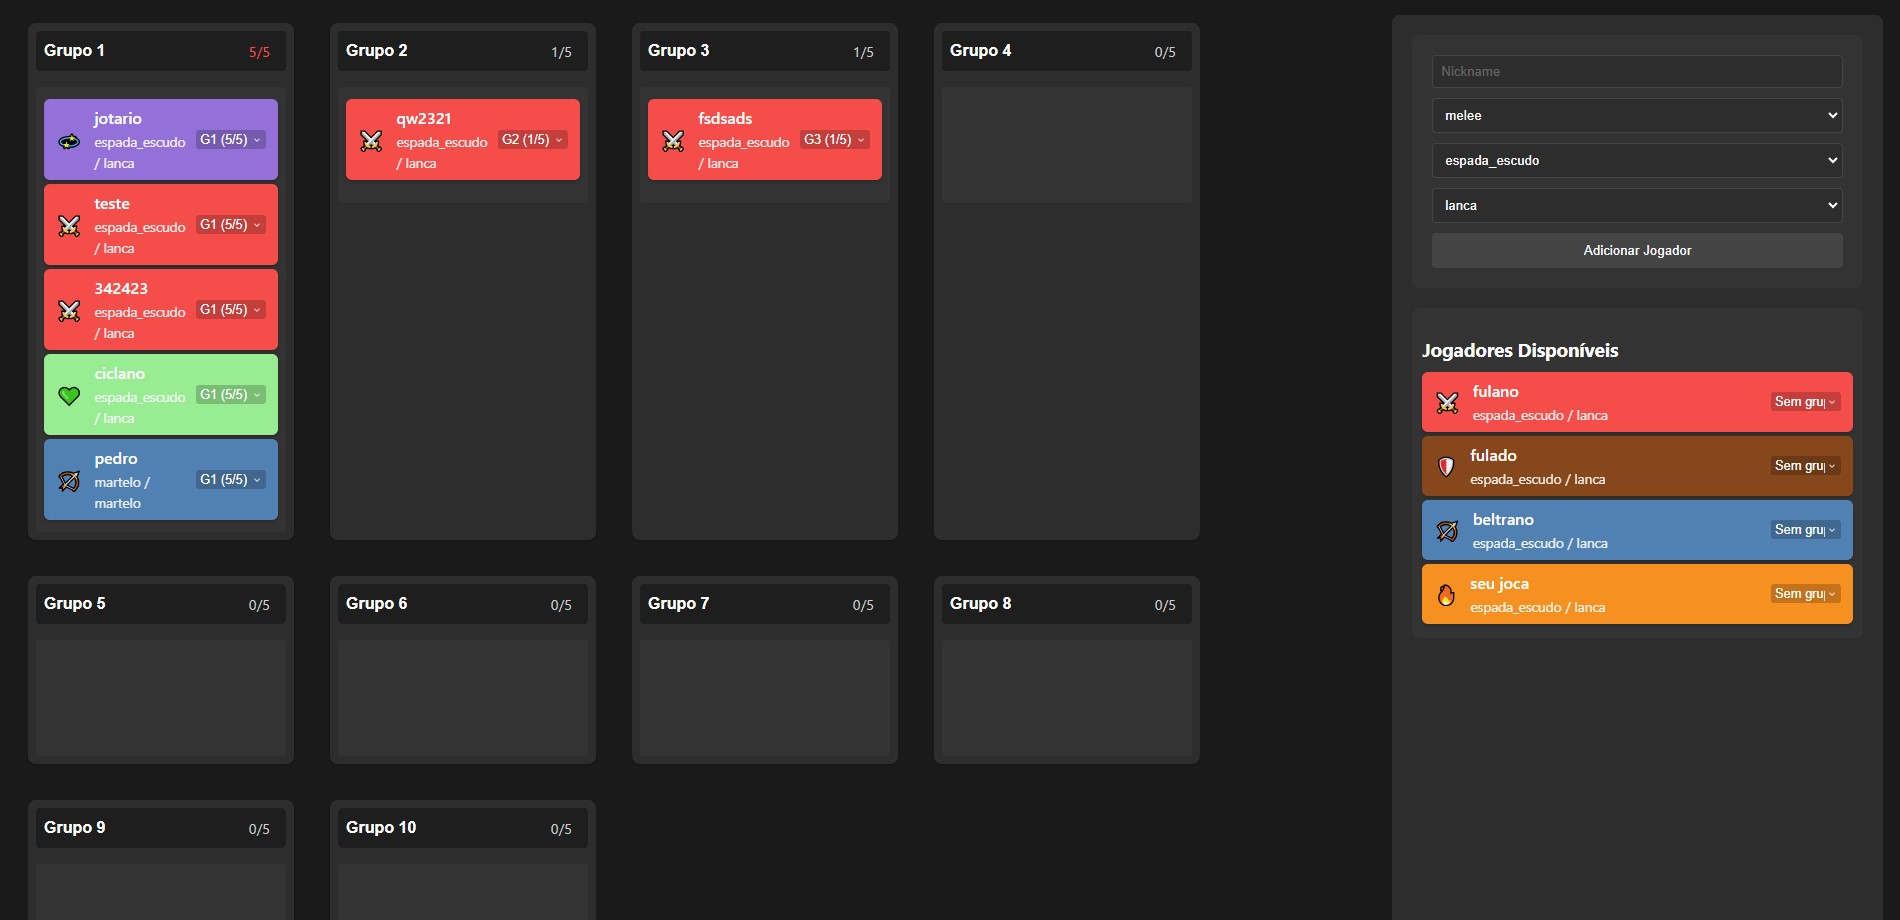 Grupo 1
5/5
jotario
espada_escudo
/ lanca
G1 (5/5)
teste
espada_escudo
/ lanca
G1 (5/5)
342423
espada_escudo
/ lanca
G1 (5/5)
ciclano
espada_escudo
/ lanca
G1 (5/5)
pedro
martelo /
martelo
G1 (5/5)
Grupo 2
1/5
qw2321
espada_escudo
/ lanca
G2 (1/5)
Grupo 3
1/5
fsdsads
espada_escudo
/ lanca
G3 (1/5)
Grupo 4
0/5
Grupo 5
0/5
Grupo 6
0/5
Grupo 7
0/5
Grupo 8
0/5
Grupo 9
0/5
Grupo 10
0/5
Nickname
melee
espada_escudo
lanca
Adicionar Jogador
Jogadores Disponíveis
fulano
espada_escudo / lanca
Sem gru
fulado
espada_escudo / lanca
Sem gru
beltrano
espada_escudo / lanca
Sem gru
seu joca
espada_escudo / lanca
Sem gru